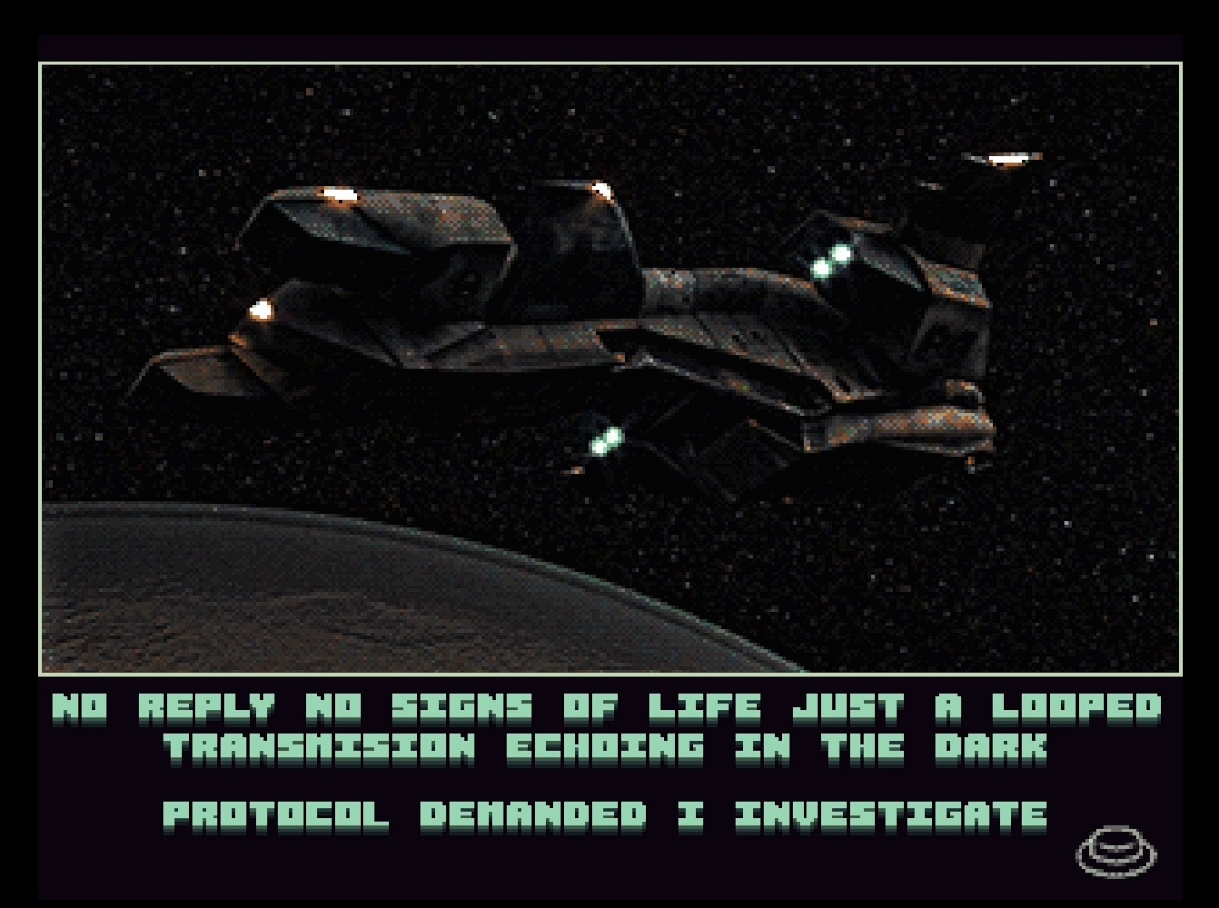 NO REPLY NO SIGNS OF LIFE JUST A LOOPED
TRANSMISION ECHOING IN THE DARK
PROTOCOL DEMANDED I INVESTIGATE